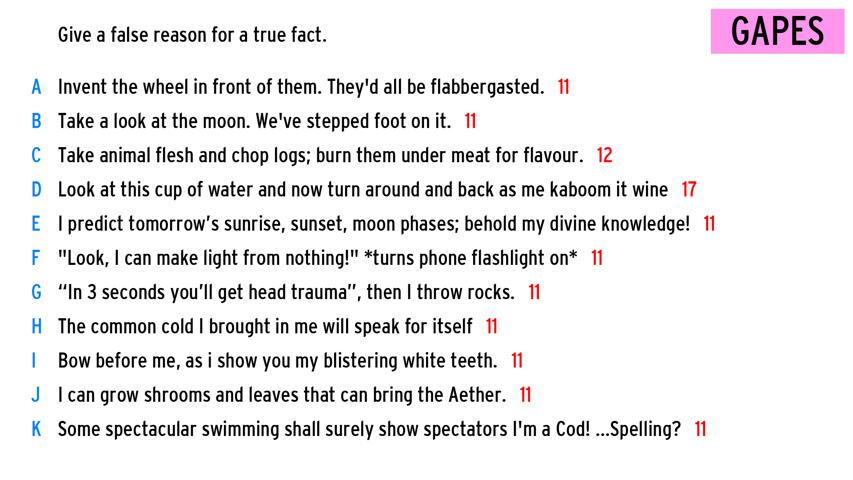 Give a false reason for a true fact.
GAPES
A Invent the wheel in front of them. They'd all be flabbergasted. 11
B Take a look at the moon. We've stepped foot on it. 11
C Take animal flesh and chop logs; burn them under meat for flavour. 12
D Look at this cup of water and now turn around and back as me kaboom it wine 17
E I predict tomorrow’s sunrise, sunset, moon phases; behold my divine knowledge! 11
F "Look, I can make light from nothing!" *turns phone flashlight on* 11
G “In 3 seconds you’ll get head trauma”, then I throw rocks. 11
H The common cold I brought in me will speak for itself 11
I Bow before me, as i show you my blistering white teeth. 11
J I can grow shrooms and leaves that can bring the Aether. 11
K Some spectacular swimming shall surely show spectators I'm a Cod! ...Spelling? 11